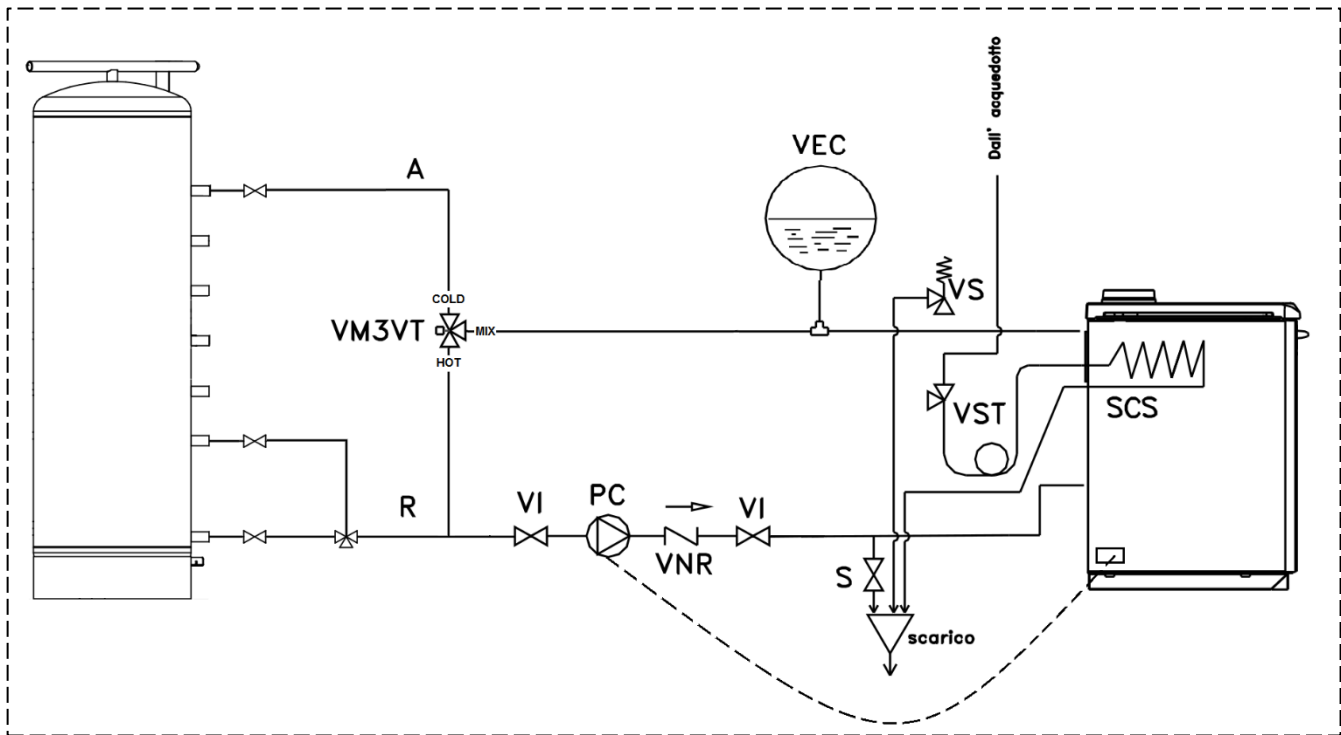 Dall' acquedotto
VEC
A
VS
COLD
VM3VT
MIX
HOT
VST
SCS
R
VI
PC
VI
VNR
S
scarico